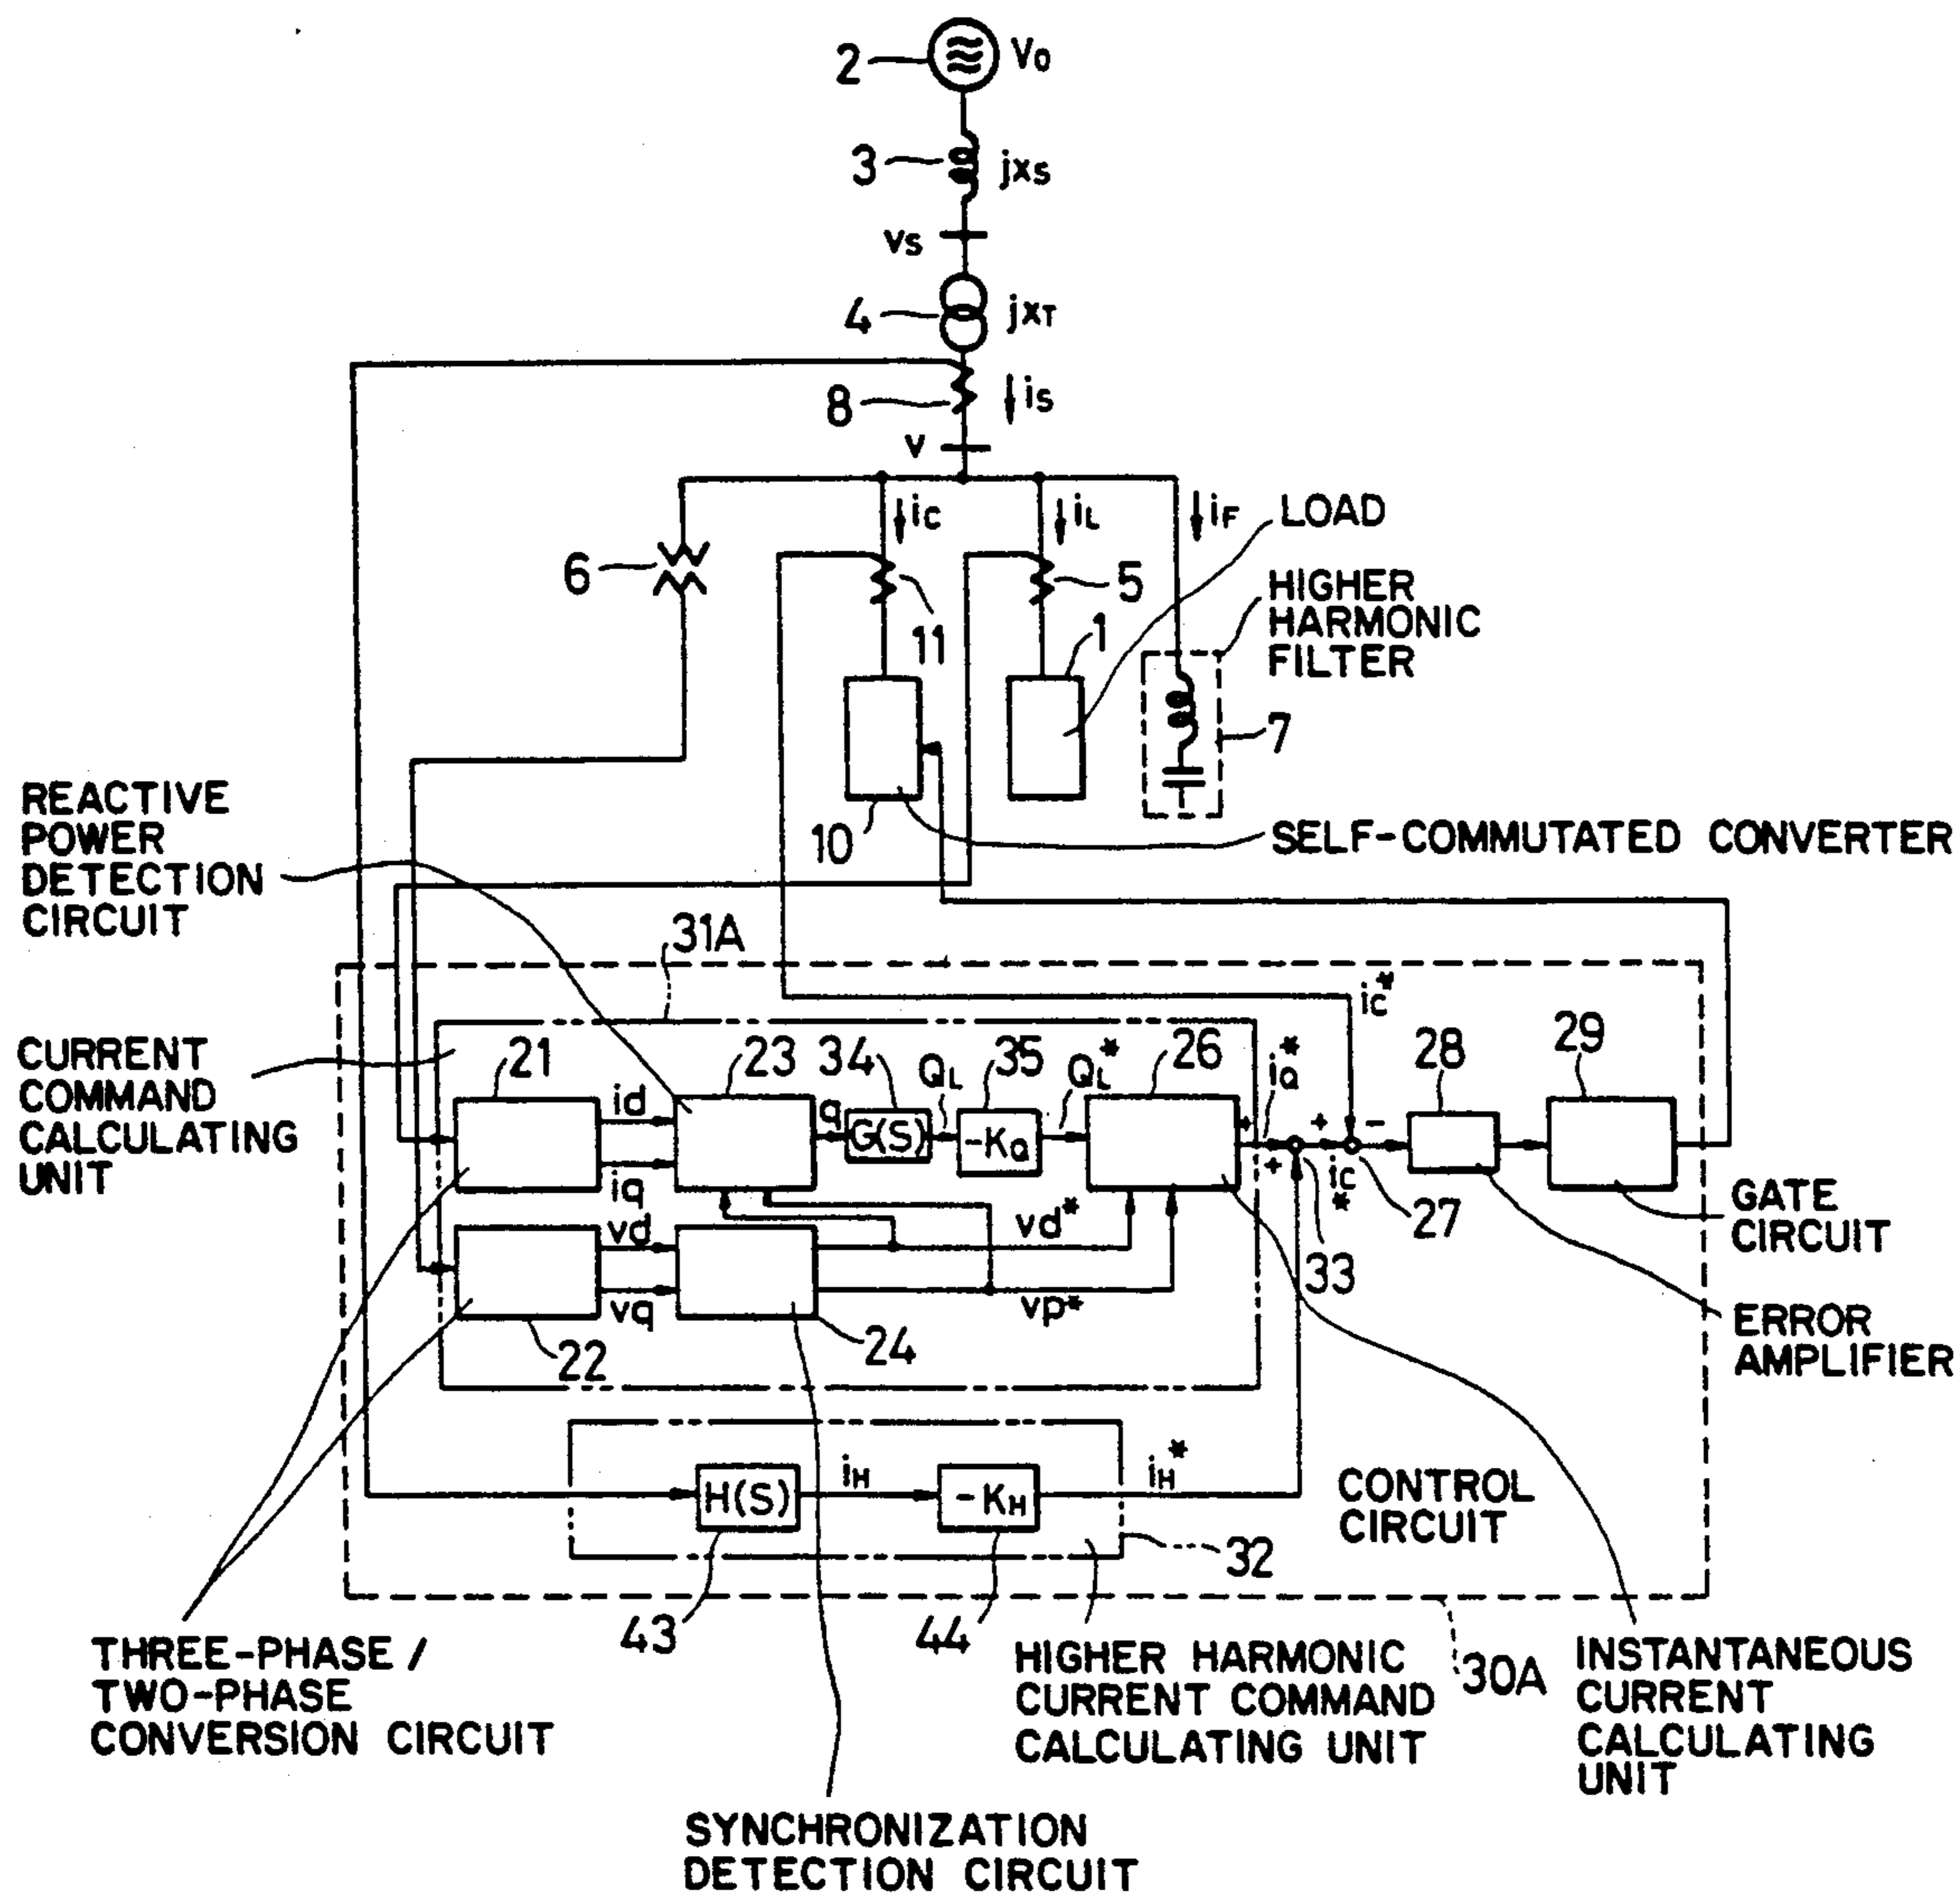 2
V₀
3
jxS
vS
4
jxT
8
iS
v
iC
iL
iF
LOAD
6
11
5
1
HIGHER
HARMONIC
FILTER
7
10
SELF-COMMUTATED CONVERTER
REACTIVE
POWER
DETECTION
CIRCUIT
31A
iC*
CURRENT
COMMAND
CALCULATING
UNIT
21
23
34
QL
35
QL*
26
iQ*
28
29
id
iq
q
G(S)
-KQ
+
+
+
-
iC*
27
33
vd
vq
vd*
vp*
22
24
GATE
CIRCUIT
ERROR
AMPLIFIER
H(S)
iH
-KH
iH*
CONTROL
CIRCUIT
32
43
44
30A
THREE-PHASE /
TWO-PHASE
CONVERSION CIRCUIT
HIGHER HARMONIC
CURRENT COMMAND
CALCULATING UNIT
INSTANTANEOUS
CURRENT
CALCULATING
UNIT
SYNCHRONIZATION
DETECTION CIRCUIT